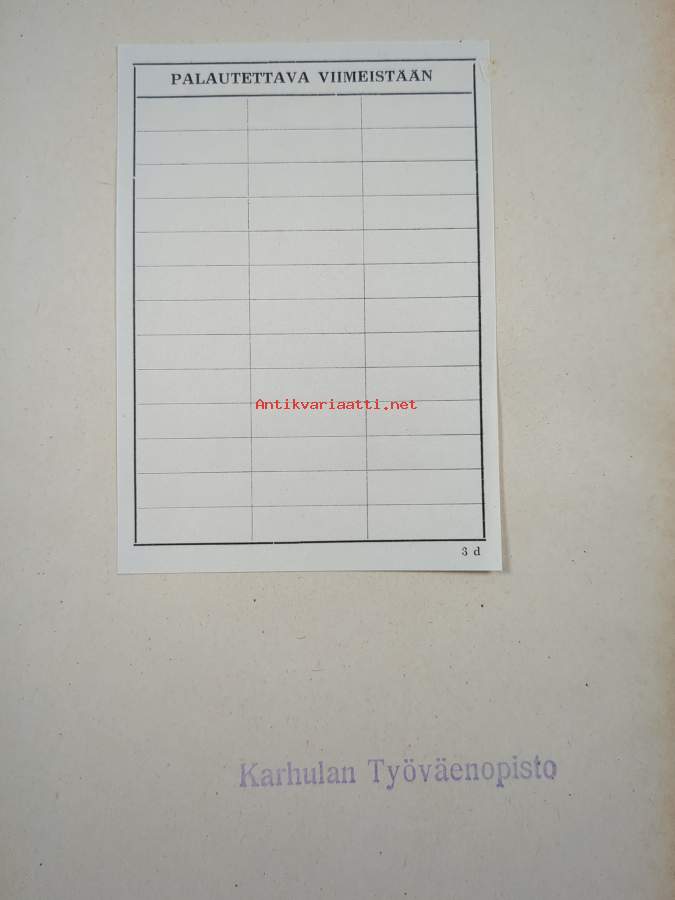 PALAUTETTAVA VIIMEISTÄÄN
Antikvariaatti.net
3 d
Karhulan Työväenopisto